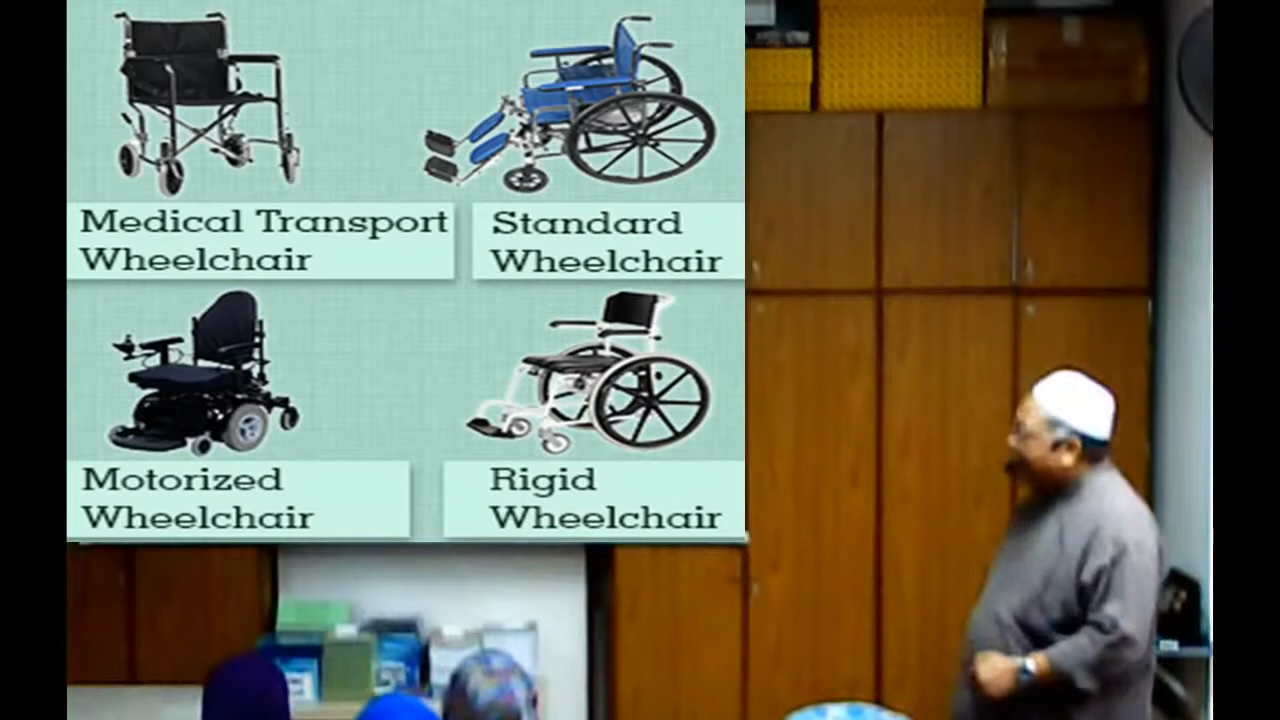 Medical Transport
Wheelchair
Standard
Wheelchair
Motorized
Wheelchair
Rigid
Wheelchair